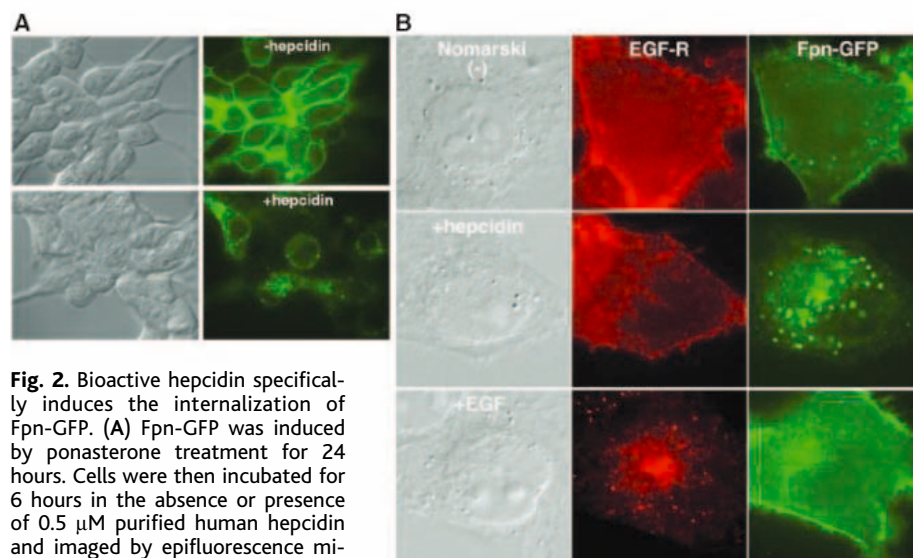 A
-hepcidin
+hepcidin
B
Nomarski
(-)
EGF-R
Fpn-GFP
+hepcidin
+EGF
Fig. 2. Bioactive hepcidin specifical-
ly induces the internalization of
Fpn-GFP. (A) Fpn-GFP was induced
by ponasterone treatment for 24
hours. Cells were then incubated for
6 hours in the absence or presence
of 0.5 μM purified human hepcidin
and imaged by epifluorescence mi-